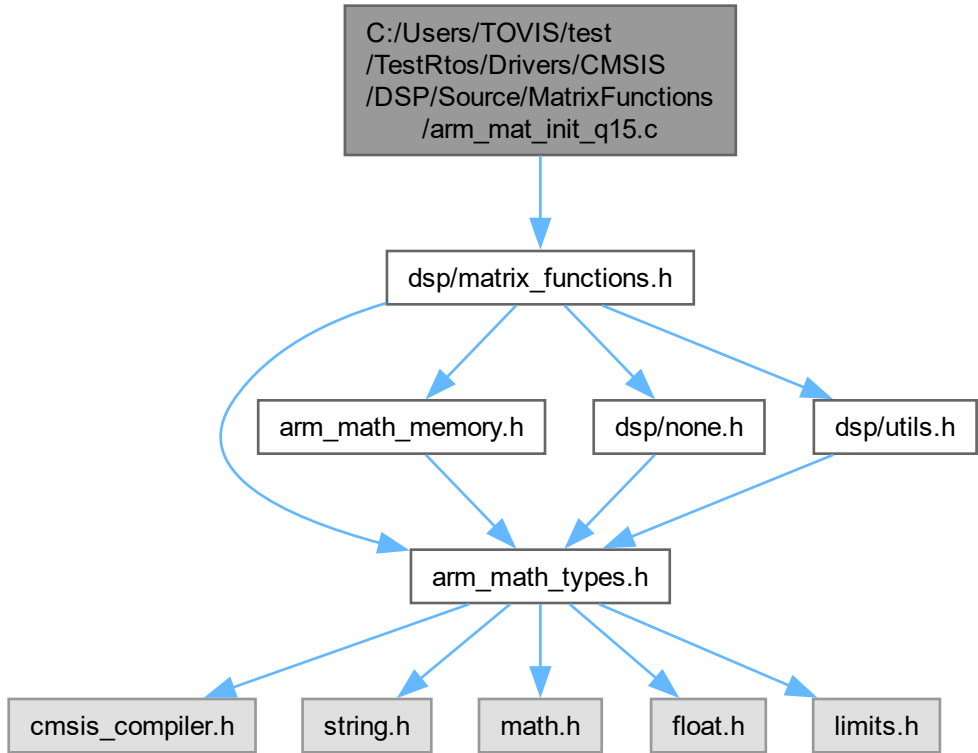 C:/Users/TOVIS/test
/TestRtos/Drivers/CMSIS
/DSP/Source/MatrixFunctions
/arm_mat_init_q15.c
dsp/matrix_functions.h
arm_math_memory.h
dsp/none.h
dsp/utils.h
arm_math_types.h
cmsis_compiler.h
string.h
math.h
float.h
limits.h